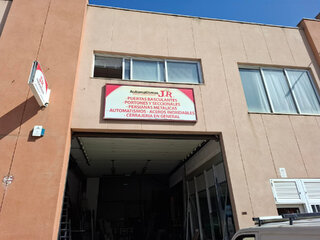 Automatismos JR
PUERTAS BASCULANTES
- PORTONES Y SECCIONALES
- PERSIANAS METÁLICAS
AUTOMATISMOS - ACEROS INOXIDABLES
- CERRAJERÍA EN GENERAL